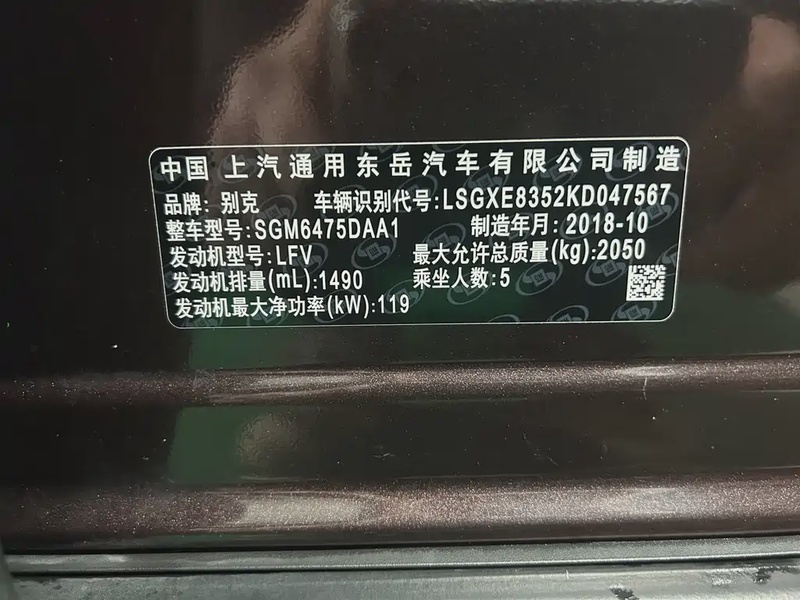 中国 上汽通用东岳汽车有限公司制造
品牌: 别克 车辆识别代号:LSGXE8352KD047567
整车型号:SGM6475DAA1 制造年月: 2018-10
发动机型号:LFV 最大允许总质量(kg):2050
发动机排量(mL):1490 乘坐人数:5
发动机最大净功率(kW):119